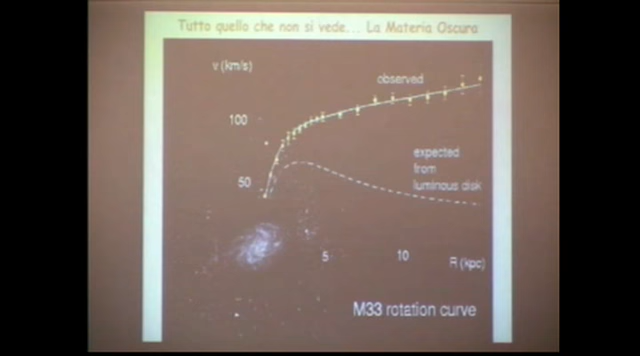 Tutto quello che non si vede... La Materia Oscura
v (km/s)
observed
100
expected
from
luminous disk
50
5
10
R (kpc)
M33 rotation curve